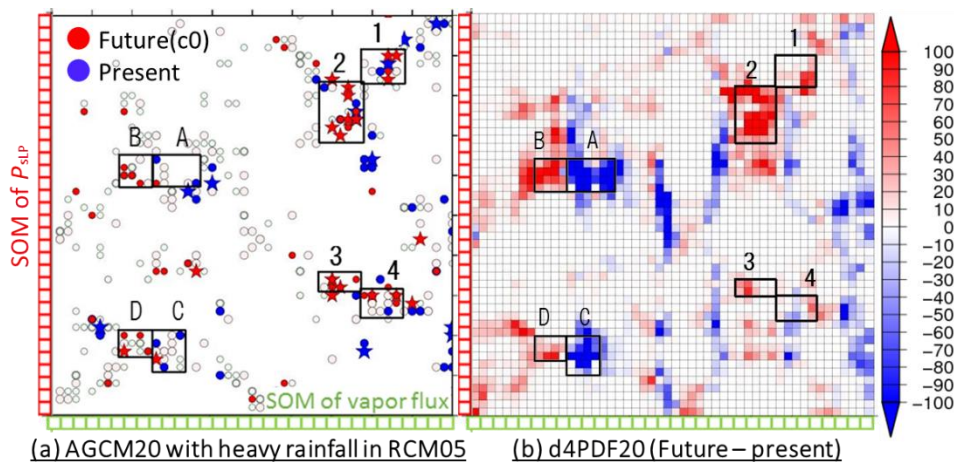 Future(c0)
Present
1
2
B
A
3
4
D
C
SOM of PSLP
SOM of vapor flux
(a) AGCM20 with heavy rainfall in RCM05
1
2
B
A
3
4
D
C
(b) d4PDF20 (Future – present)
100
90
80
70
60
50
40
30
20
10
0
−10
−20
−30
−40
−50
−60
−70
−80
−90
−100